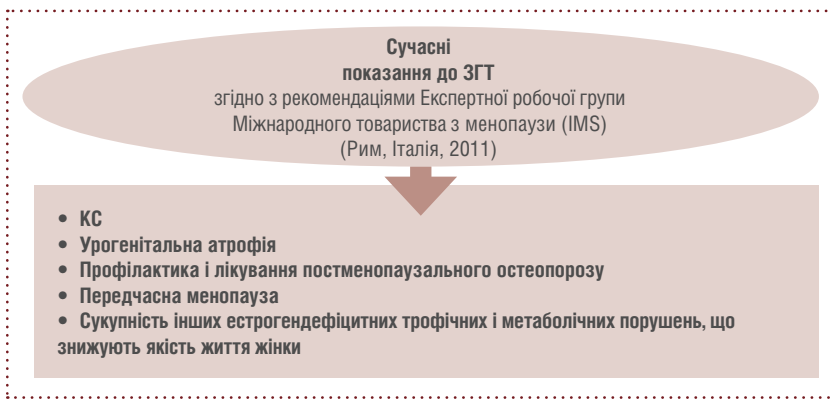 Сучасні
показання до ЗГТ
згідно з рекомендаціями Експертної робочої групи
Міжнародного товариства з менопаузи (IMS)
(Рим, Італія, 2011)
• КС
• Урогенітальна атрофія
• Профілактика і лікування постменопаузального остеопорозу
• Передчасна менопауза
• Сукупність інших естрогендефіцитних трофічних і метаболічних порушень, що
знижують якість життя жінки